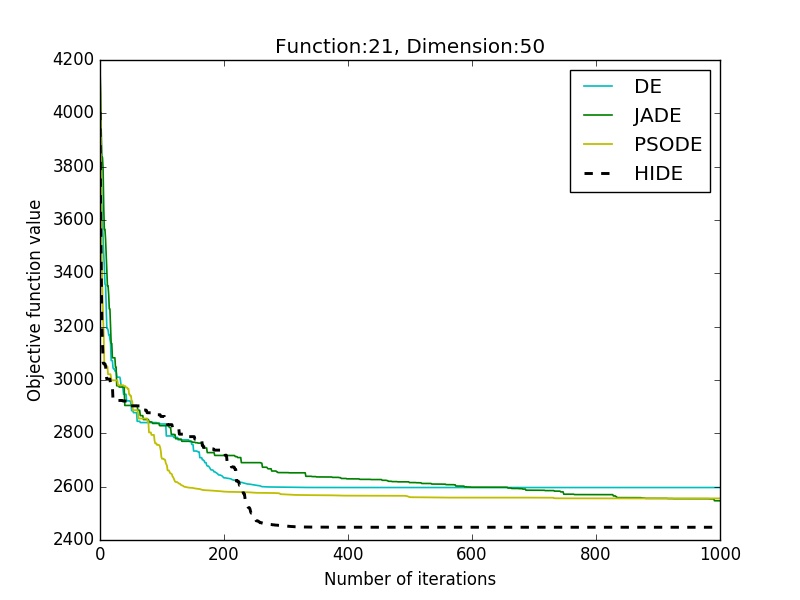 Function:21, Dimension:50
4200
4000
3800
3600
3400
3200
3000
2800
2600
2400
Objective function value
DE
JADE
PSODE
HIDE
0 200 400 600 800 1000
Number of iterations